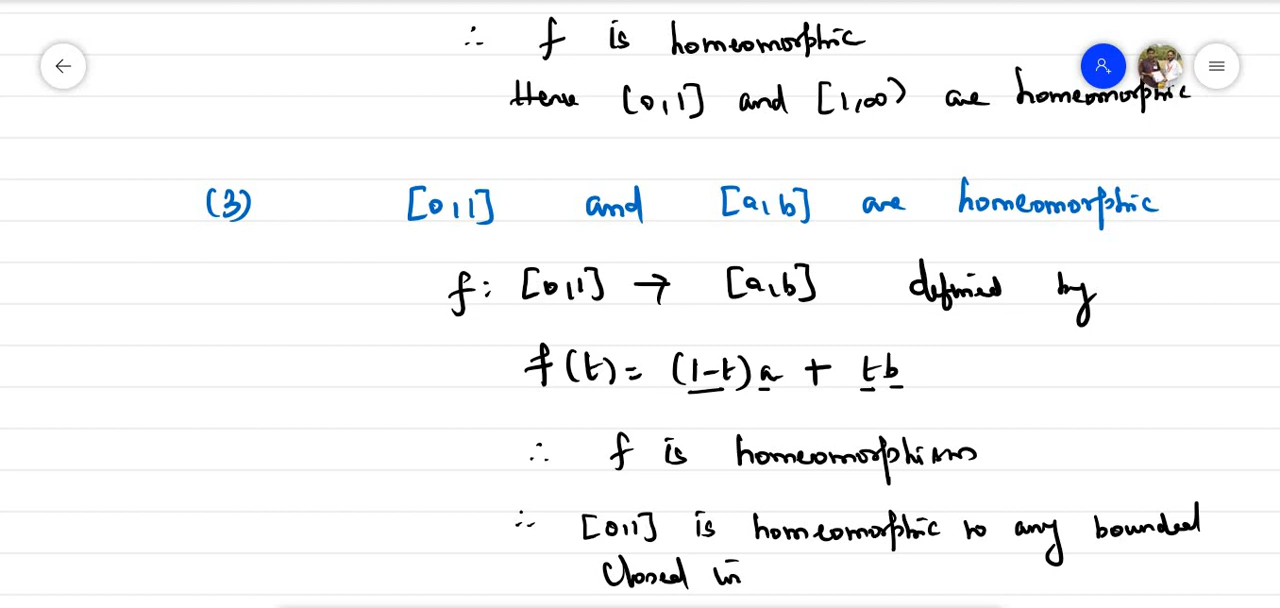 ∴ f is homeomorphic
Hence (0,1] and [1,∞) are homeomorphic
(3) [0,1] and [a,b] are homeomorphic
f: [0,1] → [a,b] defined by
f(t) = (1-t)a + tb
∴ f is homeomorphism
∴ [0,1] is homeomorphic to any bounded
closed in